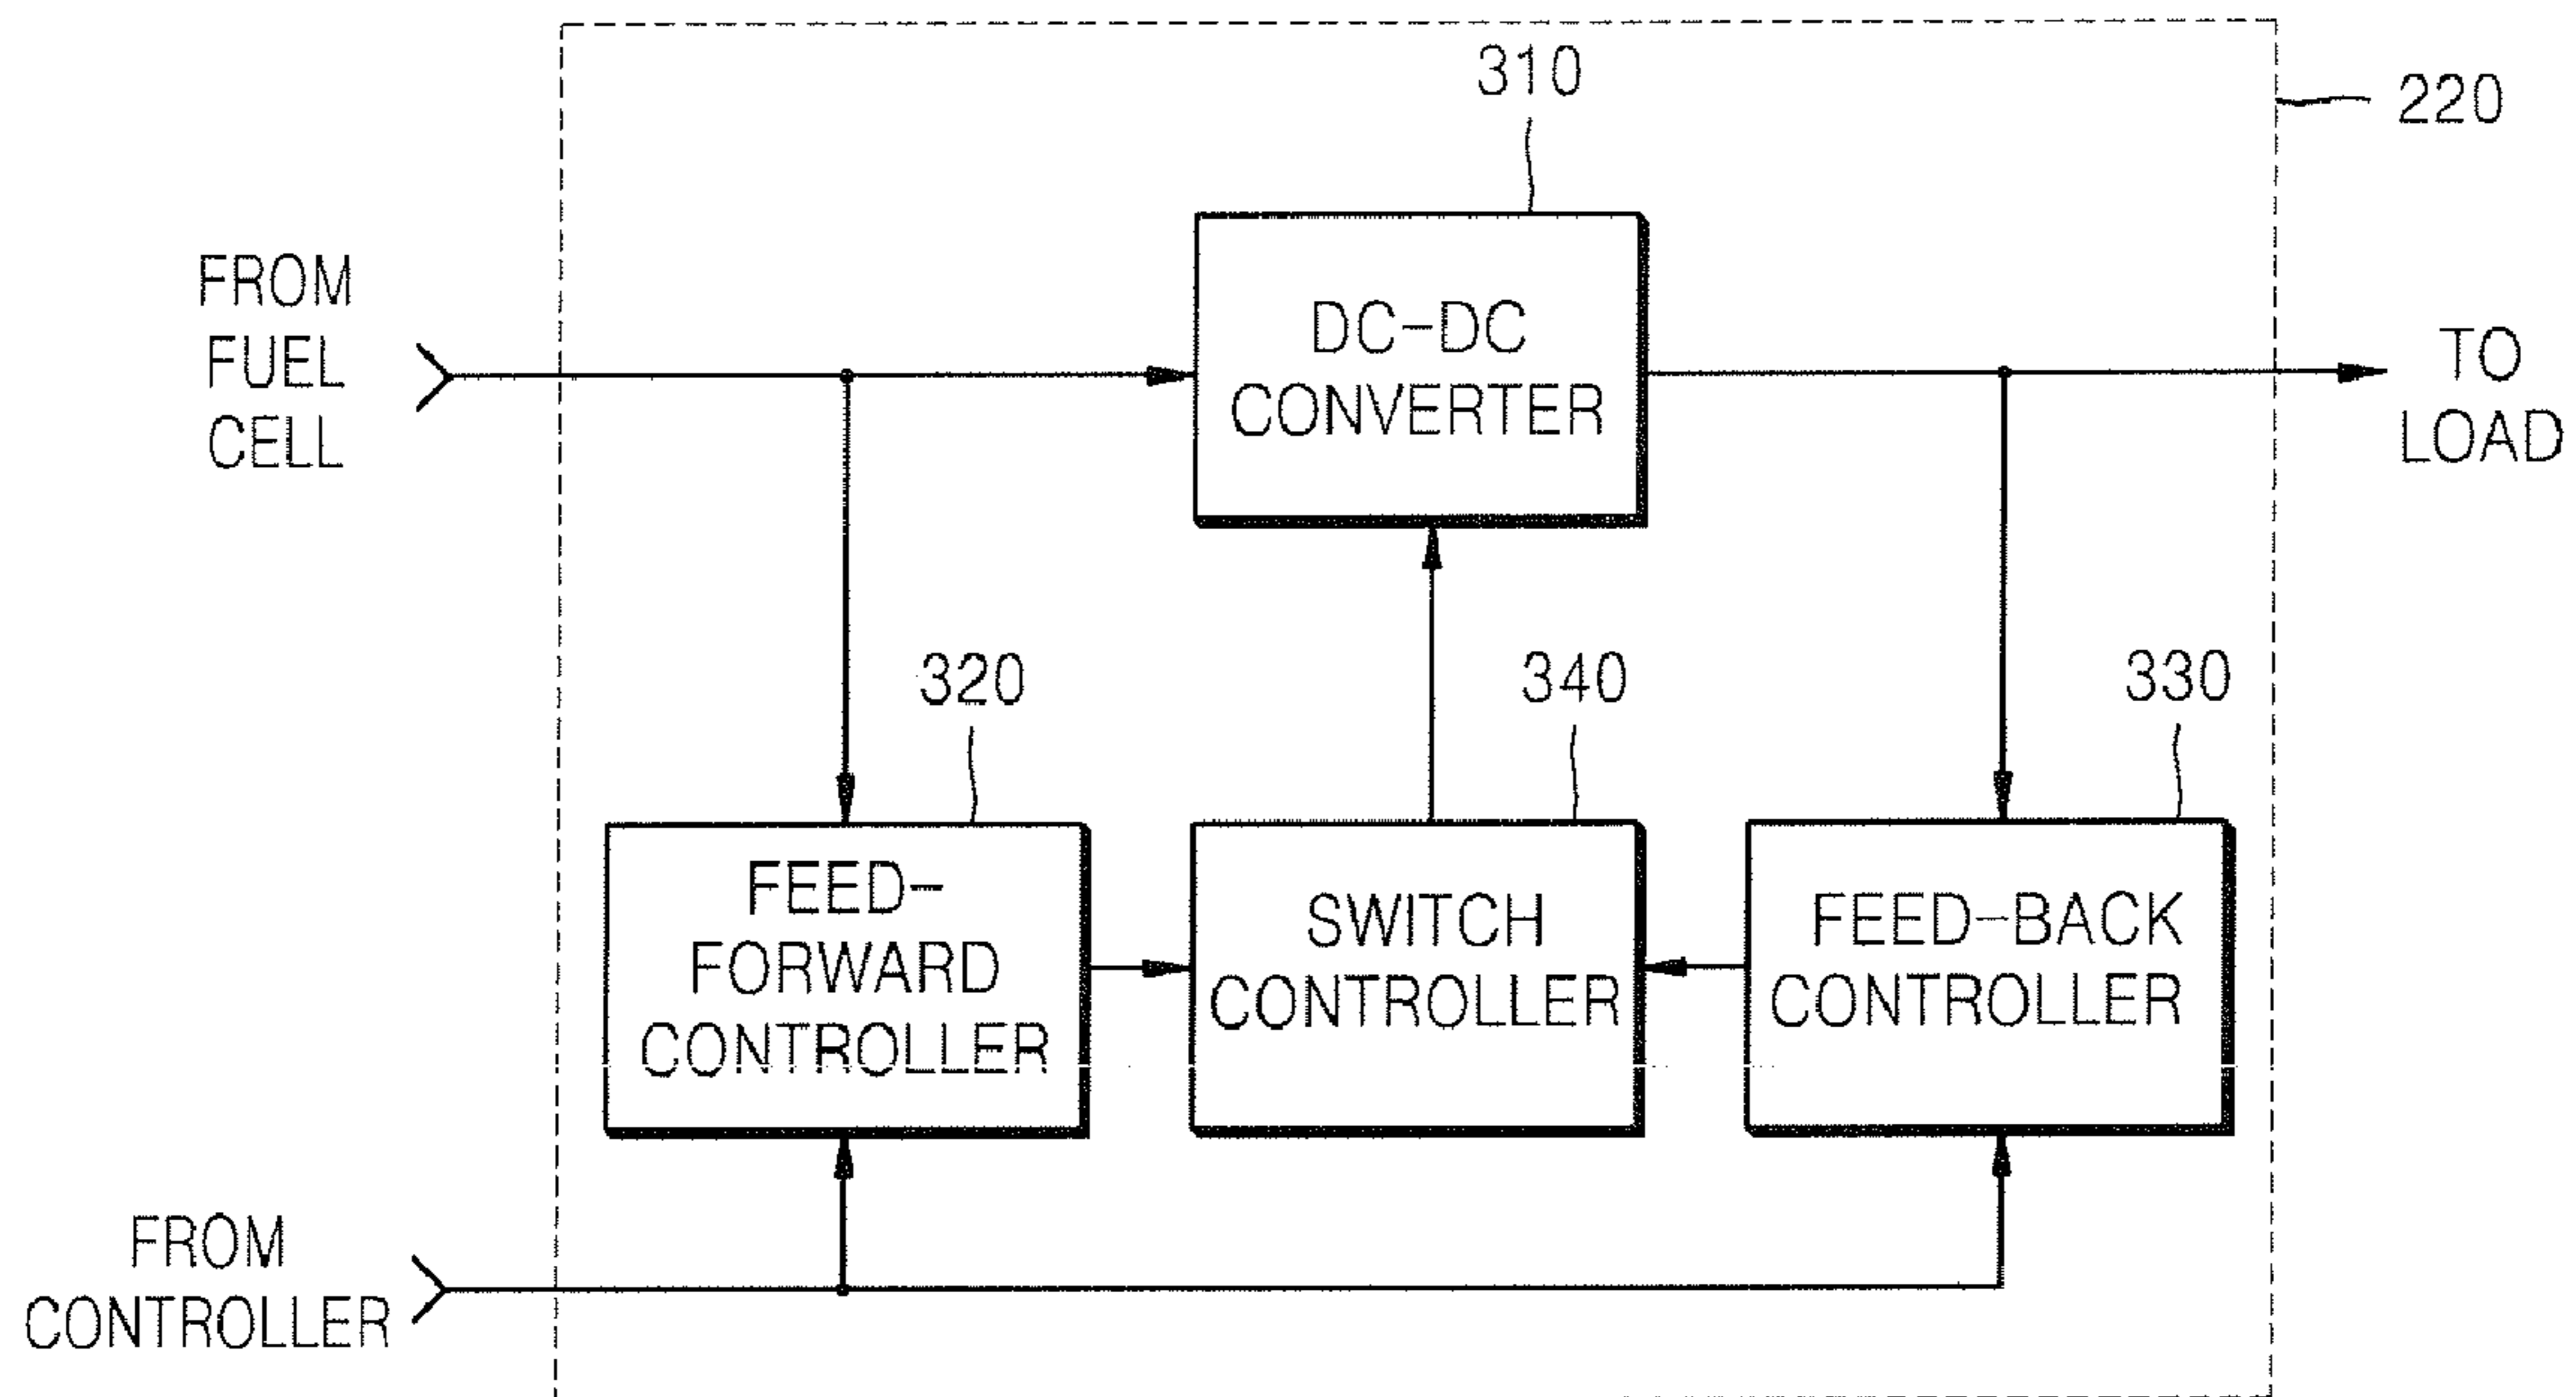 310
220
FROM
FUEL
CELL
DC-DC
CONVERTER
TO
LOAD
320
340
330
FEED-
FORWARD
CONTROLLER
SWITCH
CONTROLLER
FEED-BACK
CONTROLLER
FROM
CONTROLLER